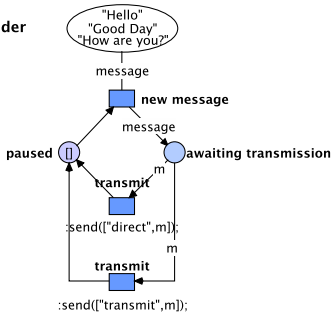 "Hello"
der
"Good Day"
"How are you?"
message
new message
message
paused
[]
awaiting transmission
m
transmit
:send(["direct",m]);
m
transmit
:send(["transmit",m]);